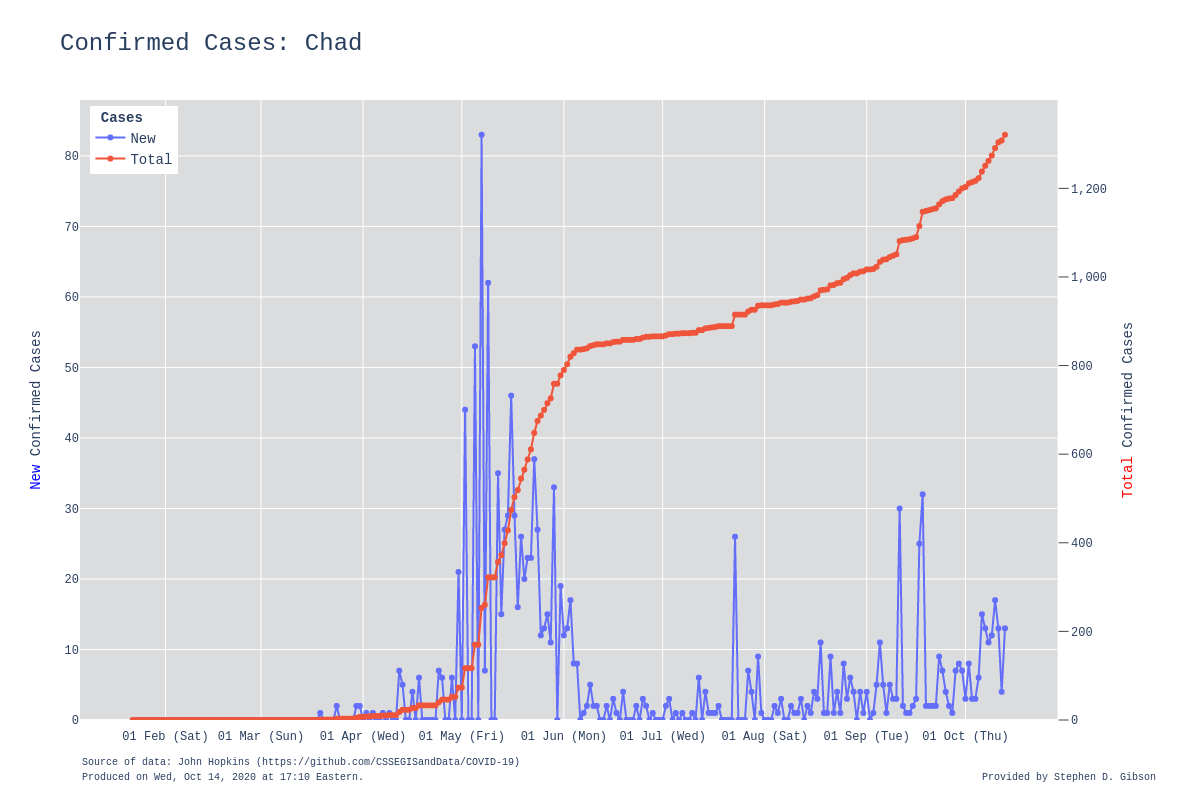 Confirmed Cases: Chad
Cases
New
Total
80
70
60
50
40
30
20
10
0
New Confirmed Cases
1,200
1,000
800
600
400
200
0
Total Confirmed Cases
01 Feb (Sat) 01 Mar (Sun) 01 Apr (Wed) 01 May (Fri) 01 Jun (Mon) 01 Jul (Wed) 01 Aug (Sat) 01 Sep (Tue) 01 Oct (Thu)
Source of data: John Hopkins (https://github.com/CSSEGISandData/COVID-19)
Produced on Wed, Oct 14, 2020 at 17:10 Eastern.
Provided by Stephen D. Gibson